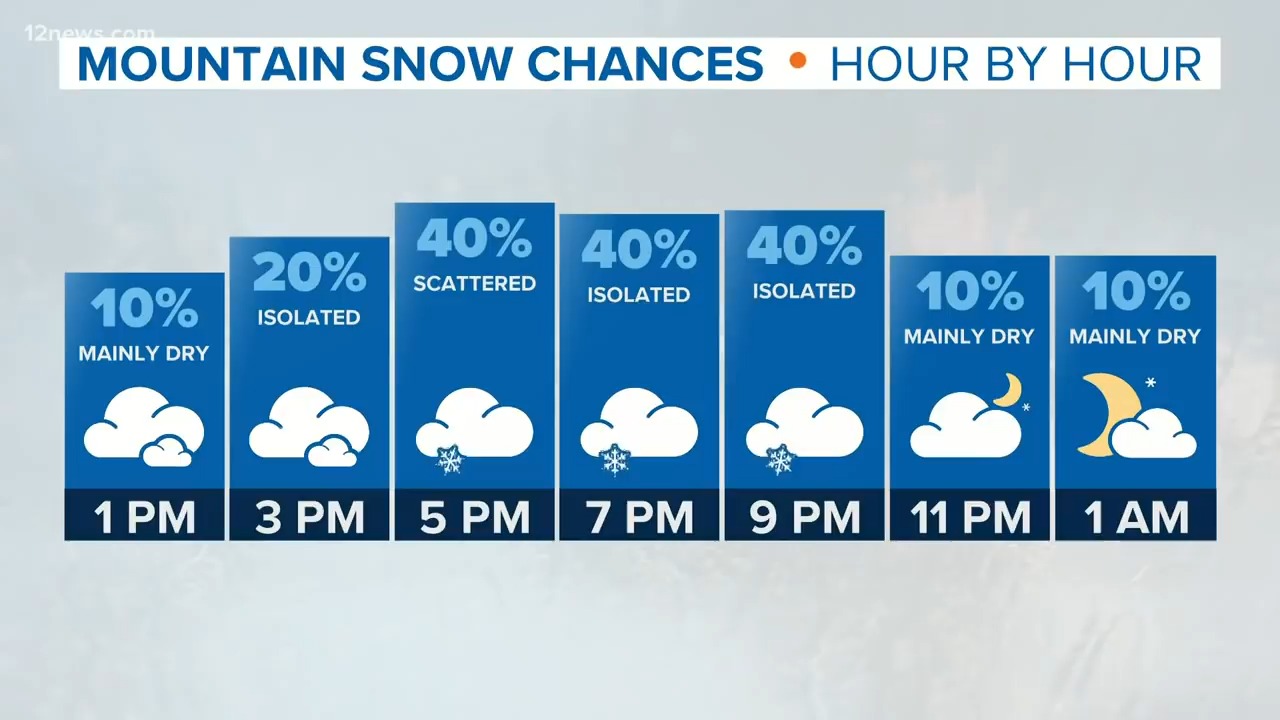 12news.com
MOUNTAIN SNOW CHANCES • HOUR BY HOUR
10%
MAINLY DRY
1 PM
20%
ISOLATED
3 PM
40%
SCATTERED
5 PM
40%
ISOLATED
7 PM
40%
ISOLATED
9 PM
10%
MAINLY DRY
11 PM
10%
MAINLY DRY
1 AM